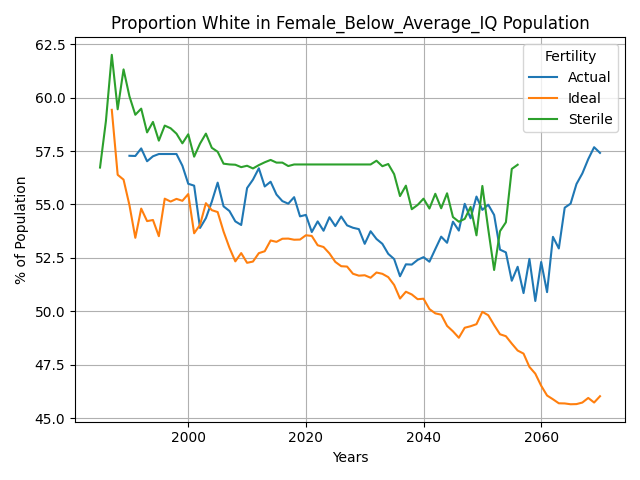 Proportion White in Female_Below_Average_IQ Population
Fertility
Actual
Ideal
Sterile
% of Population
62.5
60.0
57.5
55.0
52.5
50.0
47.5
45.0
2000
2020
2040
2060
Years